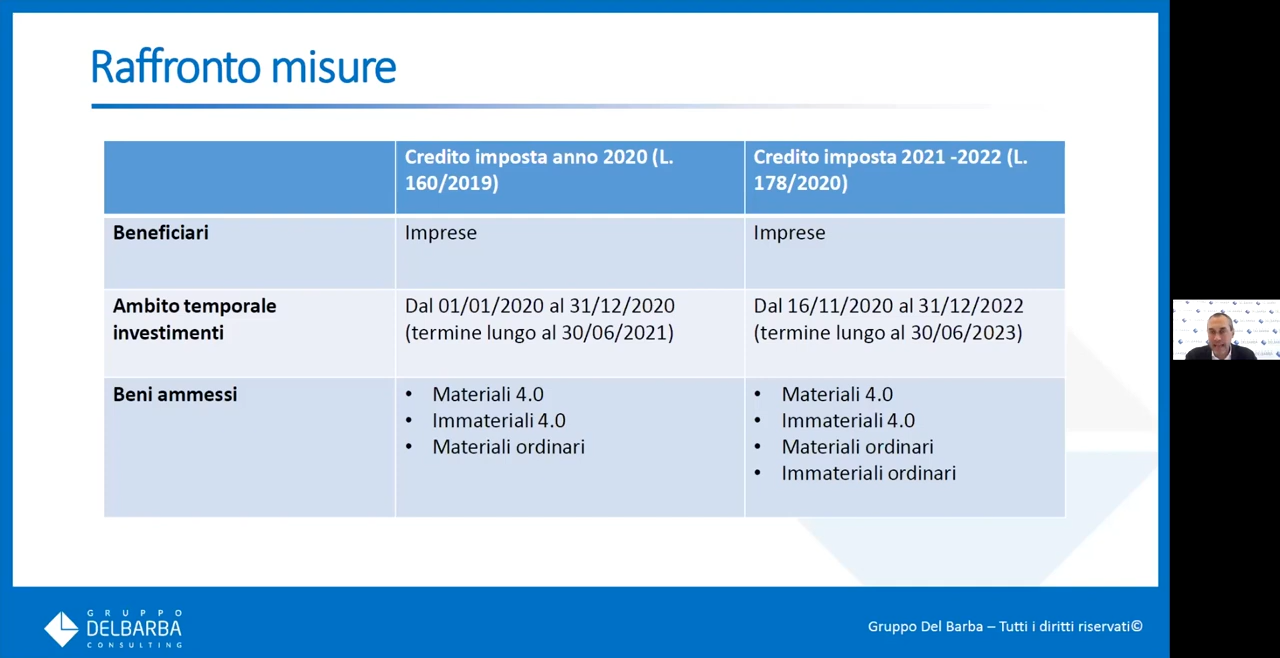 Raffronto misure
Credito imposta anno 2020 (L.
160/2019)
Credito imposta 2021 -2022 (L.
178/2020)
Beneficiari
Imprese
Imprese
Ambito temporale
investimenti
Dal 01/01/2020 al 31/12/2020
(termine lungo al 30/06/2021)
Dal 16/11/2020 al 31/12/2022
(termine lungo al 30/06/2023)
Beni ammessi
• Materiali 4.0
• Immateriali 4.0
• Materiali ordinari
• Materiali 4.0
• Immateriali 4.0
• Materiali ordinari
• Immateriali ordinari
GRUPPO
DELBARBA
CONSULTING
Gruppo Del Barba – Tutti i diritti riservati©